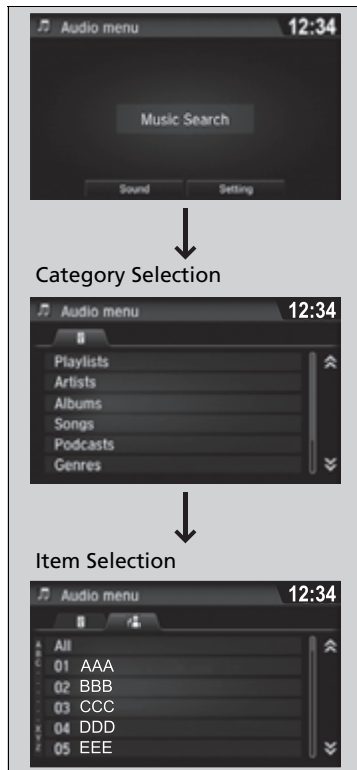 Audio menu 12:34
Music Search
Sound Setting
Category Selection
Audio menu 12:34
Playlists
Artists
Albums
Songs
Podcasts
Genres
Item Selection
Audio menu 12:34
All
01 AAA
02 BBB
03 CCC
04 DDD
05 EEE